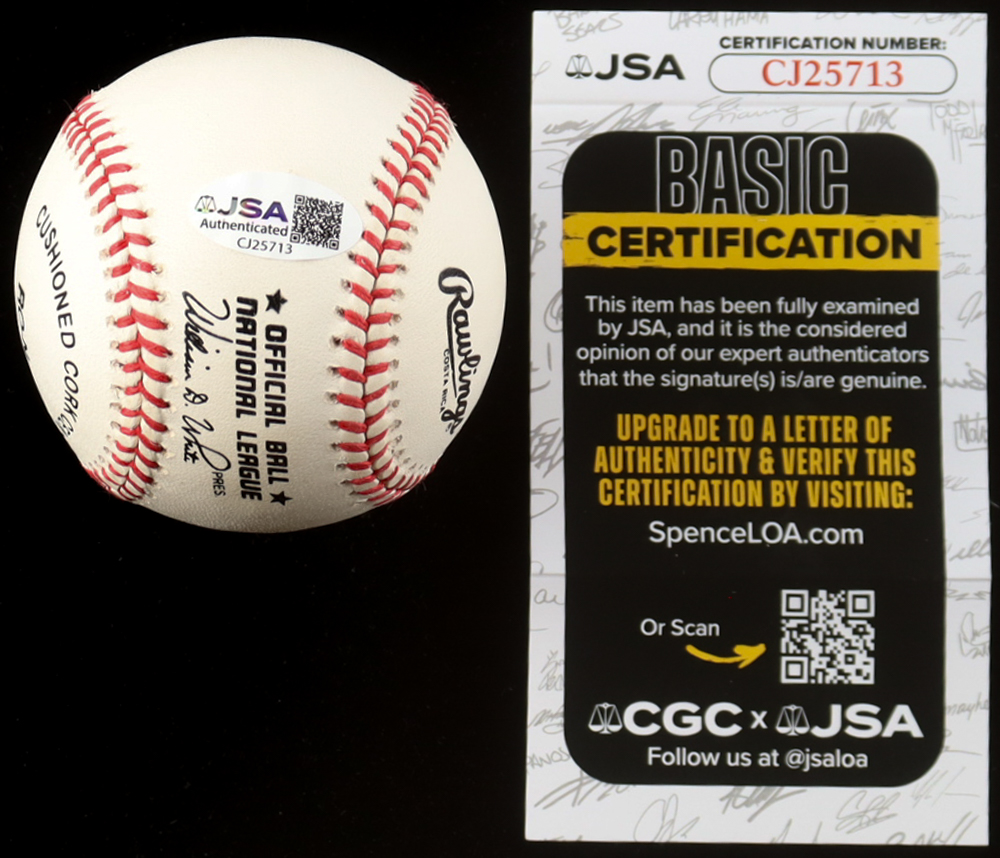 CUSHIONED CORK
JSA
Authenticated
CJ25713
OFFICIAL BALL
NATIONAL LEAGUE
William D. White
PRES.
Rawlings
COSTA RICA
JSA
CERTIFICATION NUMBER:
CJ25713
BASIC
CERTIFICATION
This item has been fully examined
by JSA, and it is the considered
opinion of our expert authenticators
that the signature(s) is/are genuine.
UPGRADE TO A LETTER OF
AUTHENTICITY & VERIFY THIS
CERTIFICATION BY VISITING:
SpenceLOA.com
Or Scan
CGC x JSA
Follow us at @jsaloa